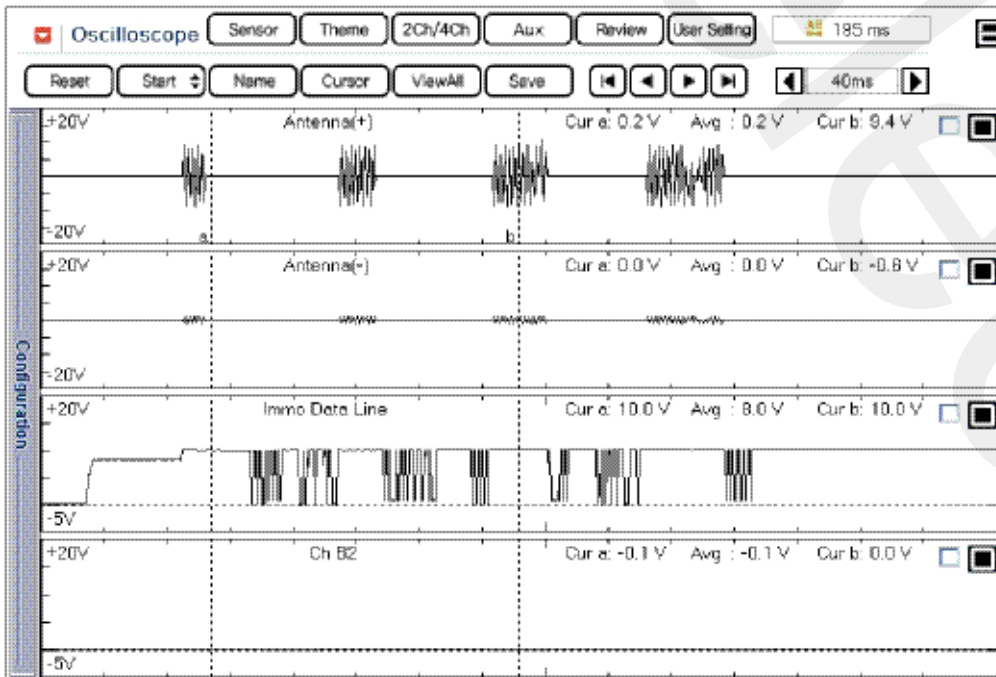 Oscilloscope Sensor Theme 2Ch/4Ch Aux Review User Setting 195 ms
Reset Start Name Cursor ViewAll Save 40ms
+20V Antenna(+) Cur a: 0.2 V Avg : 0.2 V Cur b: 9.4 V
-20V a b
+20V Antenna(-) Cur a: 0.0 V Avg : 0.0 V Cur b: -0.6 V
-20V
Configuration
+20V Immo Data Line Cur a: 10.0 V Avg : 8.0 V Cur b: 10.0 V
-5V
+20V Ch B2 Cur a: -0.1 V Avg : -0.1 V Cur b: 0.0 V
-5V